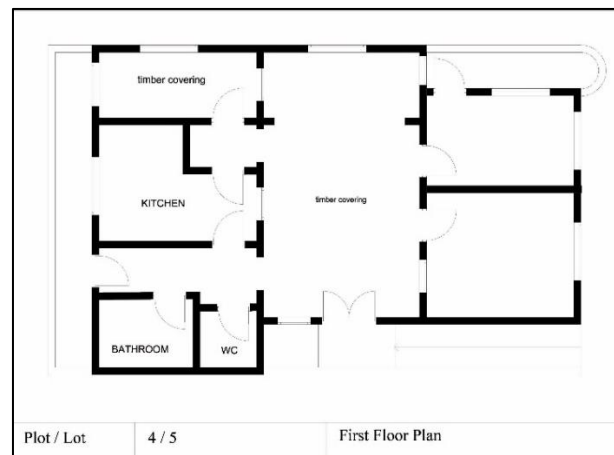 timber covering
KITCHEN
timber covering
BATHROOM
WC
Plot / Lot
4 / 5
First Floor Plan